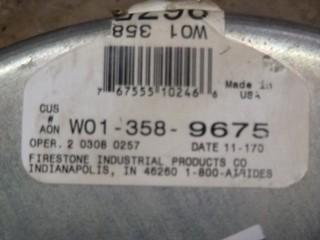 9675
W01 358
7 67555 10246 6
Made in
USA
CUS
#
AON W01-358-9675
OPER. 2 0308 0257 DATE 11-170
FIRESTONE INDUSTRIAL PRODUCTS CO
INDIANAPOLIS, IN 46260 1-800-AIRIDES